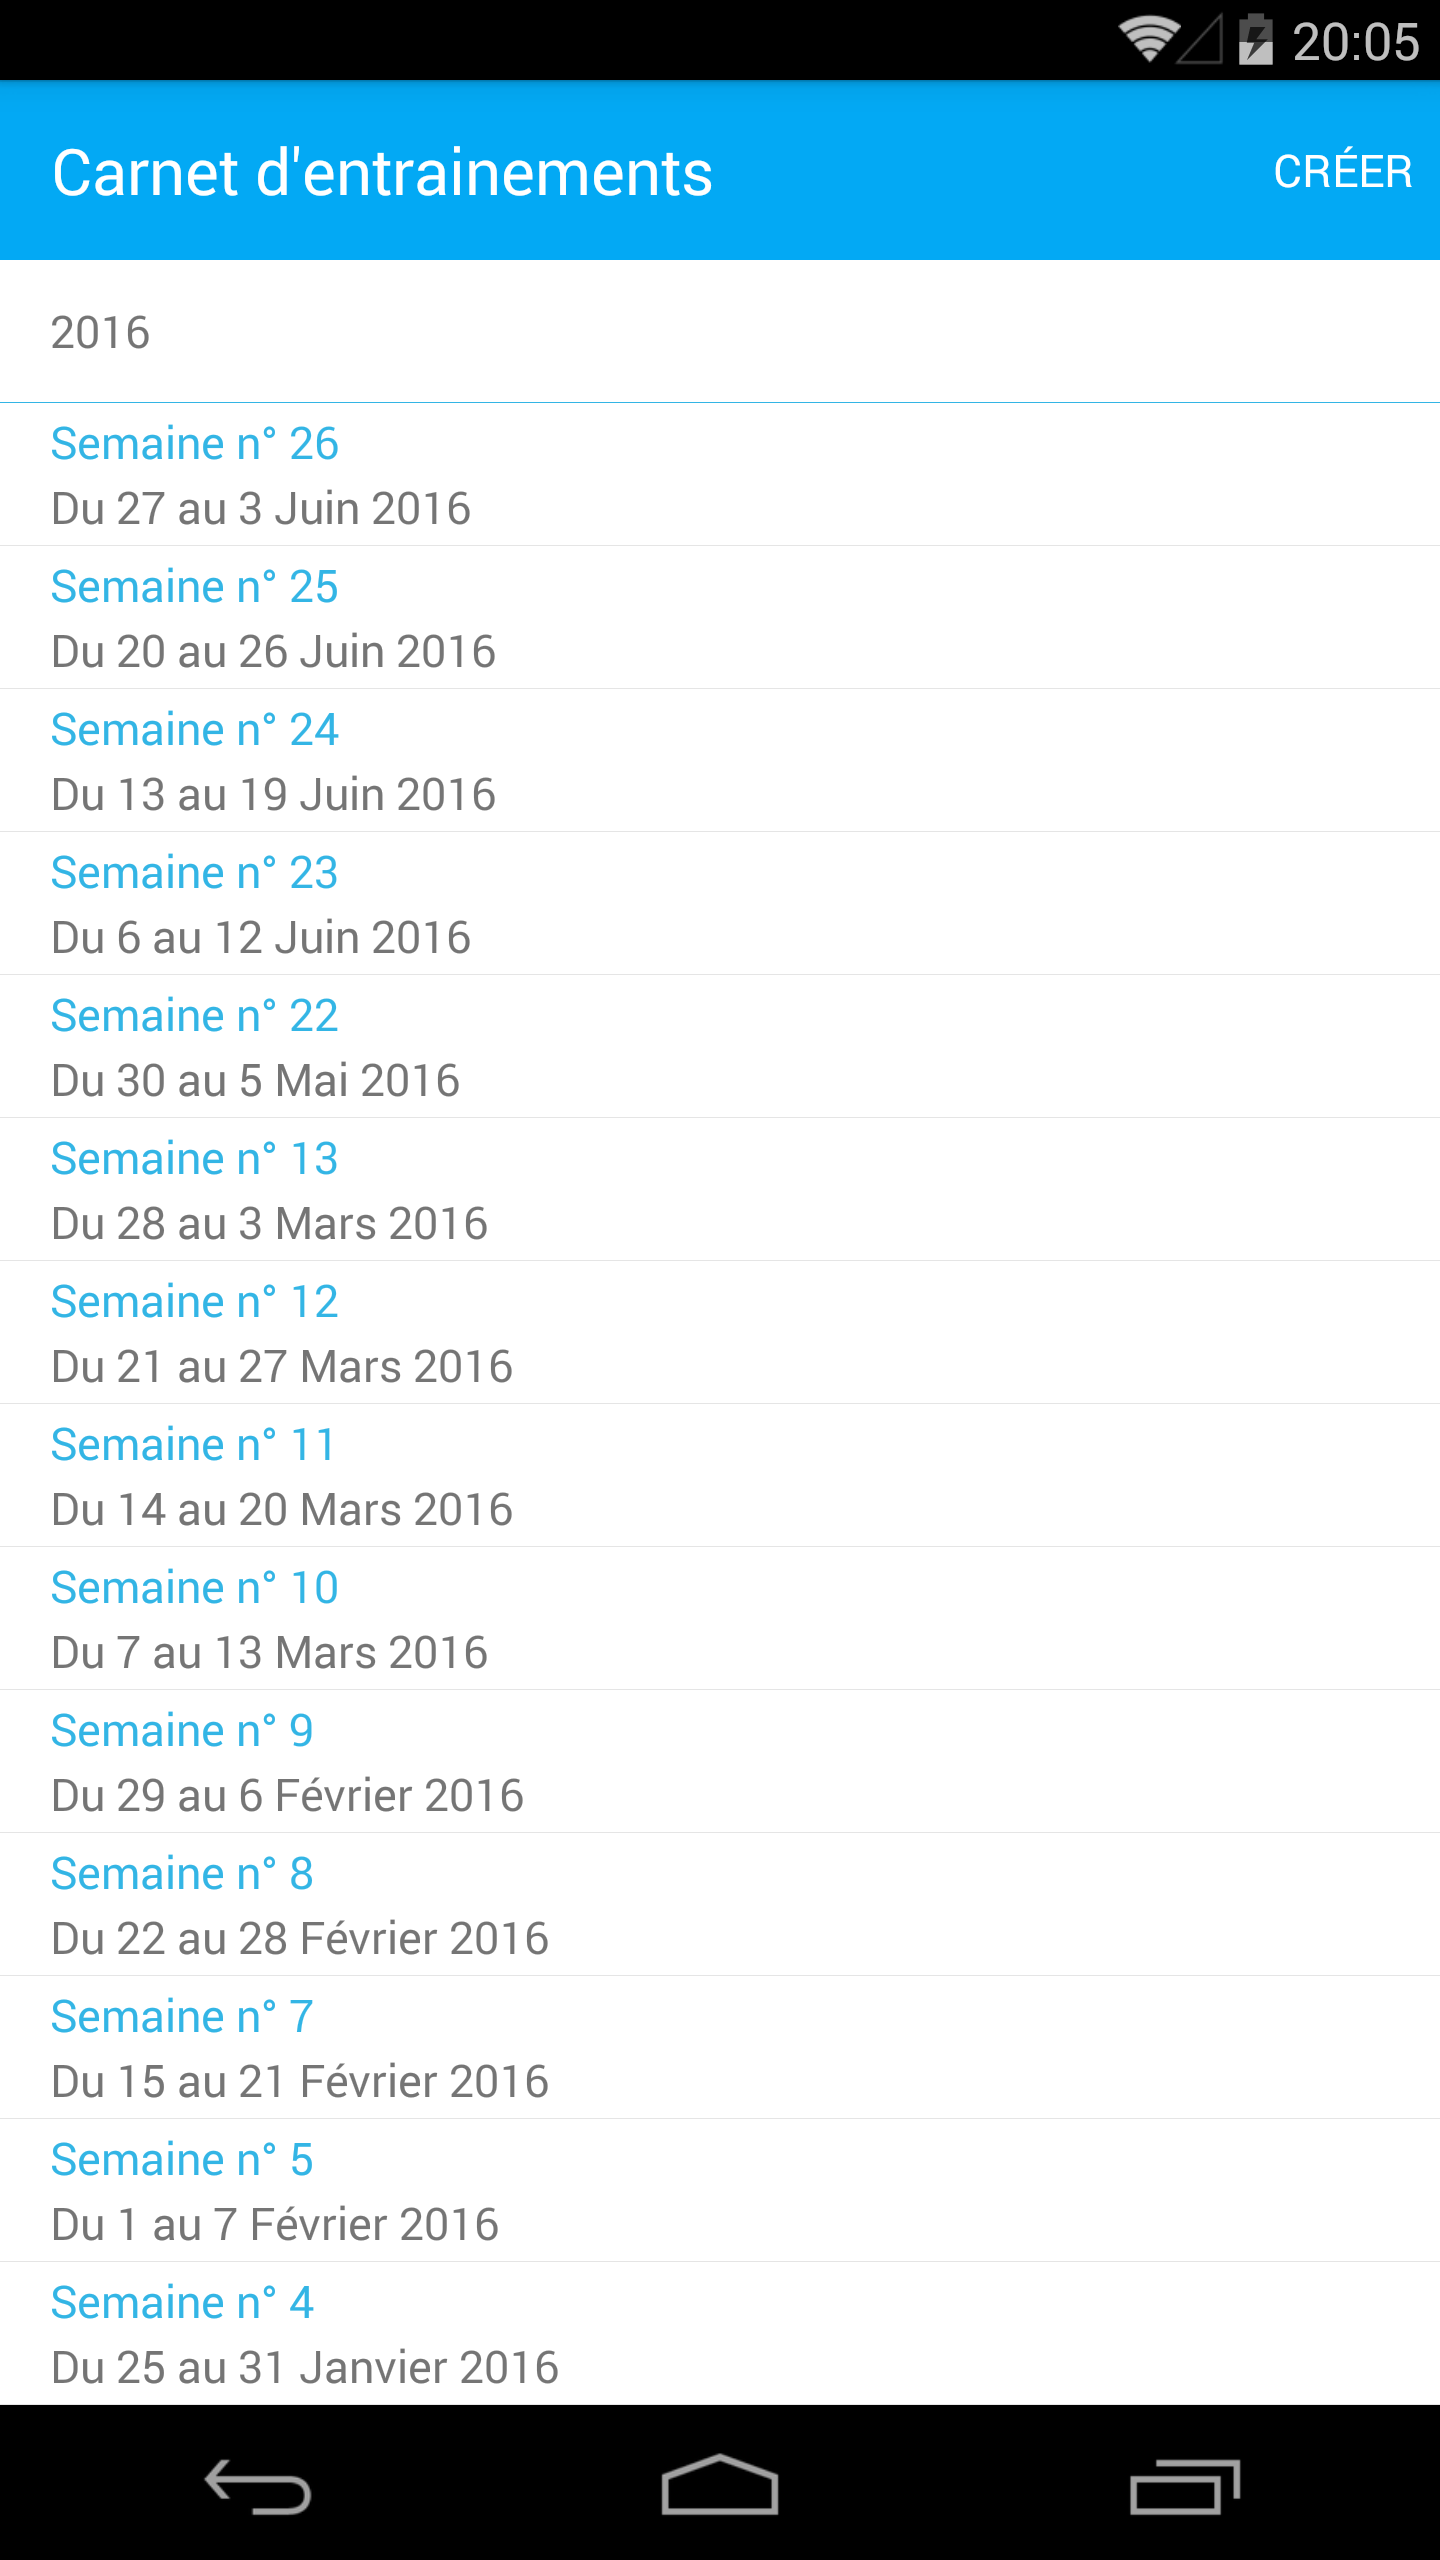 20:05
Carnet d'entrainements
CRÉER
2016
Semaine n° 26
Du 27 au 3 Juin 2016
Semaine n° 25
Du 20 au 26 Juin 2016
Semaine n° 24
Du 13 au 19 Juin 2016
Semaine n° 23
Du 6 au 12 Juin 2016
Semaine n° 22
Du 30 au 5 Mai 2016
Semaine n° 13
Du 28 au 3 Mars 2016
Semaine n° 12
Du 21 au 27 Mars 2016
Semaine n° 11
Du 14 au 20 Mars 2016
Semaine n° 10
Du 7 au 13 Mars 2016
Semaine n° 9
Du 29 au 6 Février 2016
Semaine n° 8
Du 22 au 28 Février 2016
Semaine n° 7
Du 15 au 21 Février 2016
Semaine n° 5
Du 1 au 7 Février 2016
Semaine n° 4
Du 25 au 31 Janvier 2016